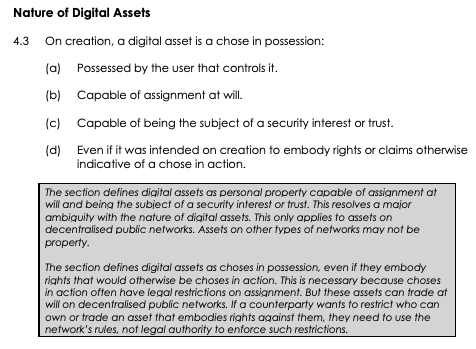 Nature of Digital Assets
4.3 On creation, a digital asset is a chose in possession:
(a) Possessed by the user that controls it.
(b) Capable of assignment at will.
(c) Capable of being the subject of a security interest or trust.
(d) Even if it was intended on creation to embody rights or claims otherwise
indicative of a chose in action.
The section defines digital assets as personal property capable of assignment at
will and being the subject of a security interest or trust. This resolves a major
ambiguity with the nature of digital assets. This only applies to assets on
decentralised public networks. Assets on other types of networks may not be
property.
The section defines digital assets as choses in possession, even if they embody
rights that would otherwise be choses in action. This is necessary because choses
in action often have legal restrictions on assignment. But these assets can trade at
will on decentralised public networks. If a counterparty wants to restrict who can
own or trade an asset that embodies rights against them, they need to use the
network's rules, not legal authority to enforce such restrictions.